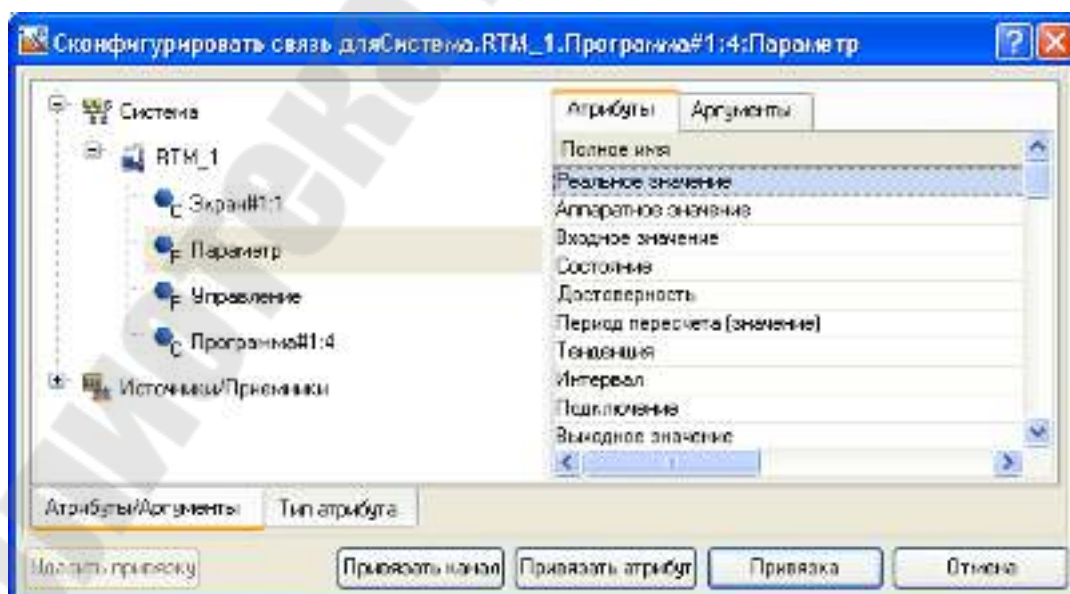 Сконфигурировать связь дляСистема.RTM_1.Программа#1:4:Параметр
Система
RTM_1
Экран#1:1
Параметр
Управление
Программа#1:4
Источники/Приемники
Атрибуты
Аргументы
Полное имя
Реальное значение
Аппаратное значение
Входное значение
Состояние
Достоверность
Период пересчета (значение)
Тенденция
Интервал
Подключение
Выходное значение
Атрибуты/Аргументы
Тип атрибута
Удалить привязку
Привязать канал
Привязать атрибут
Привязка
Отмена